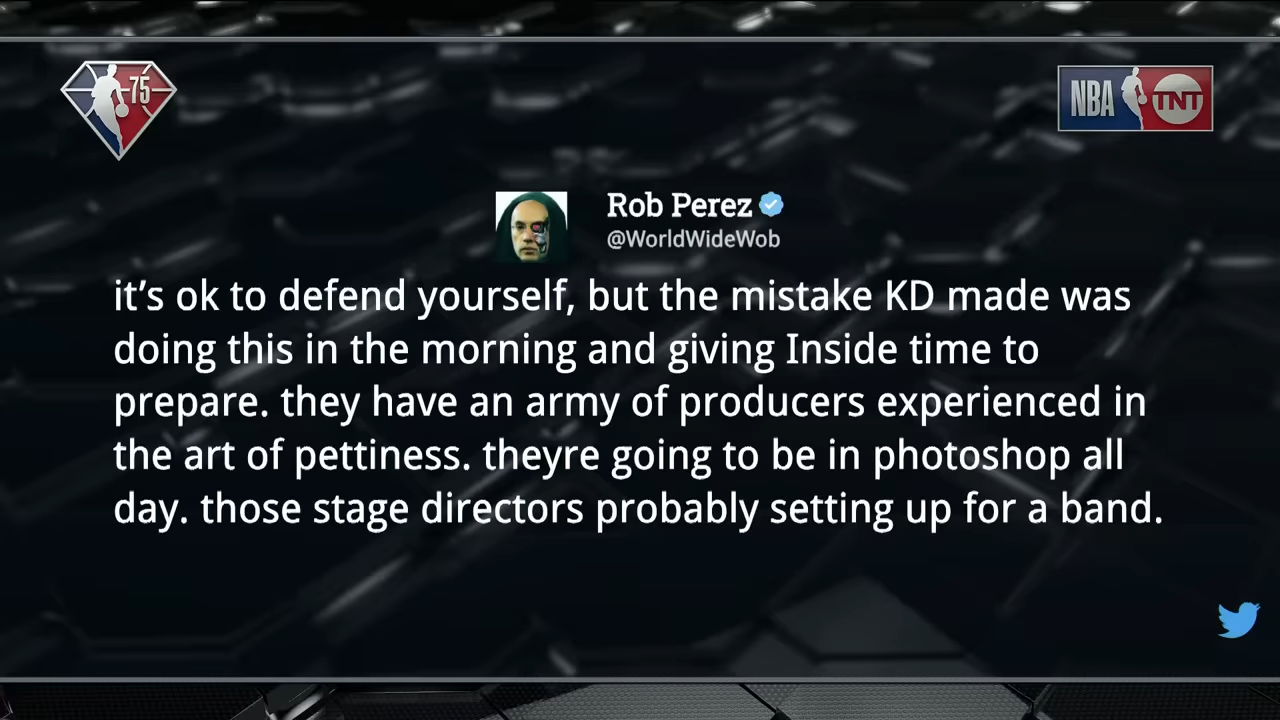 75
NBA TNT
Rob Perez
@WorldWideWob
it’s ok to defend yourself, but the mistake KD made was
doing this in the morning and giving Inside time to
prepare. they have an army of producers experienced in
the art of pettiness. theyre going to be in photoshop all
day. those stage directors probably setting up for a band.